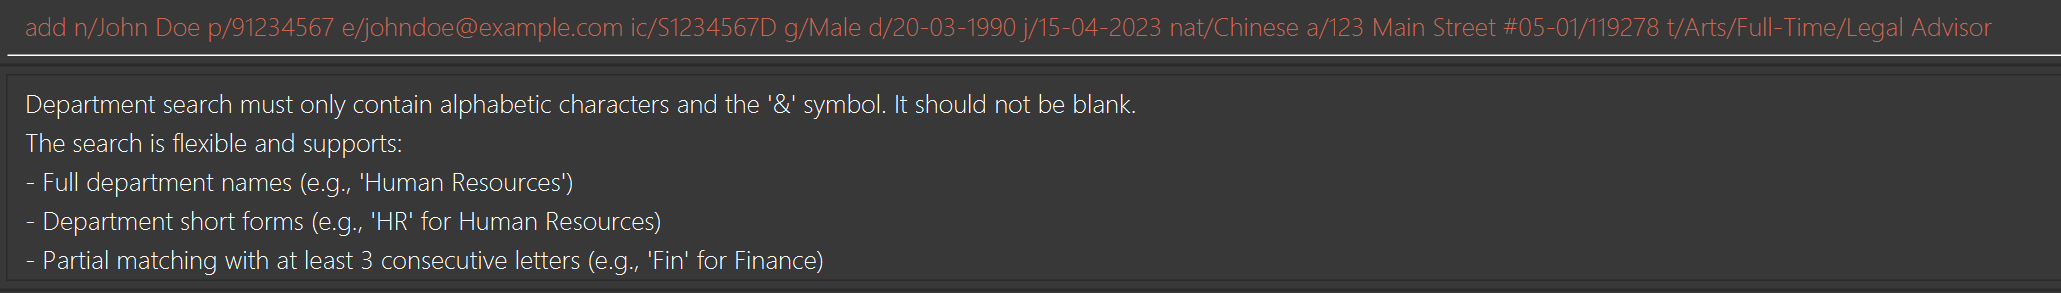 add n/John Doe p/91234567 e/johndoe@example.com ic/S1234567D g/Male d/20-03-1990 j/15-04-2023 nat/Chinese a/123 Main Street #05-01/119278 t/Arts/Full-Time/Legal Advisor
Department search must only contain alphabetic characters and the '&' symbol. It should not be blank.
The search is flexible and supports:
- Full department names (e.g., 'Human Resources')
- Department short forms (e.g., 'HR' for Human Resources)
- Partial matching with at least 3 consecutive letters (e.g., 'Fin' for Finance)